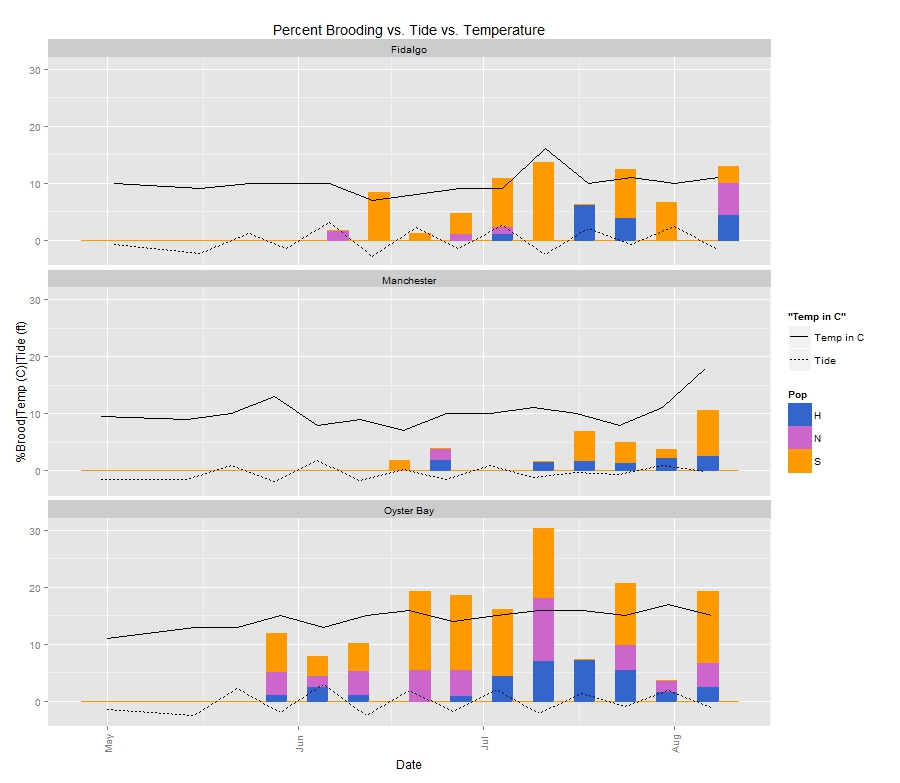 Percent Brooding vs. Tide vs. Temperature
Fidalgo
30
20
10
0
Manchester
30
20
10
0
Oyster Bay
30
20
10
0
%Brood|Temp (C)|Tide (ft)
May
Jun
Jul
Aug
Date
"Temp in C"
Temp in C
Tide
Pop
H
N
S